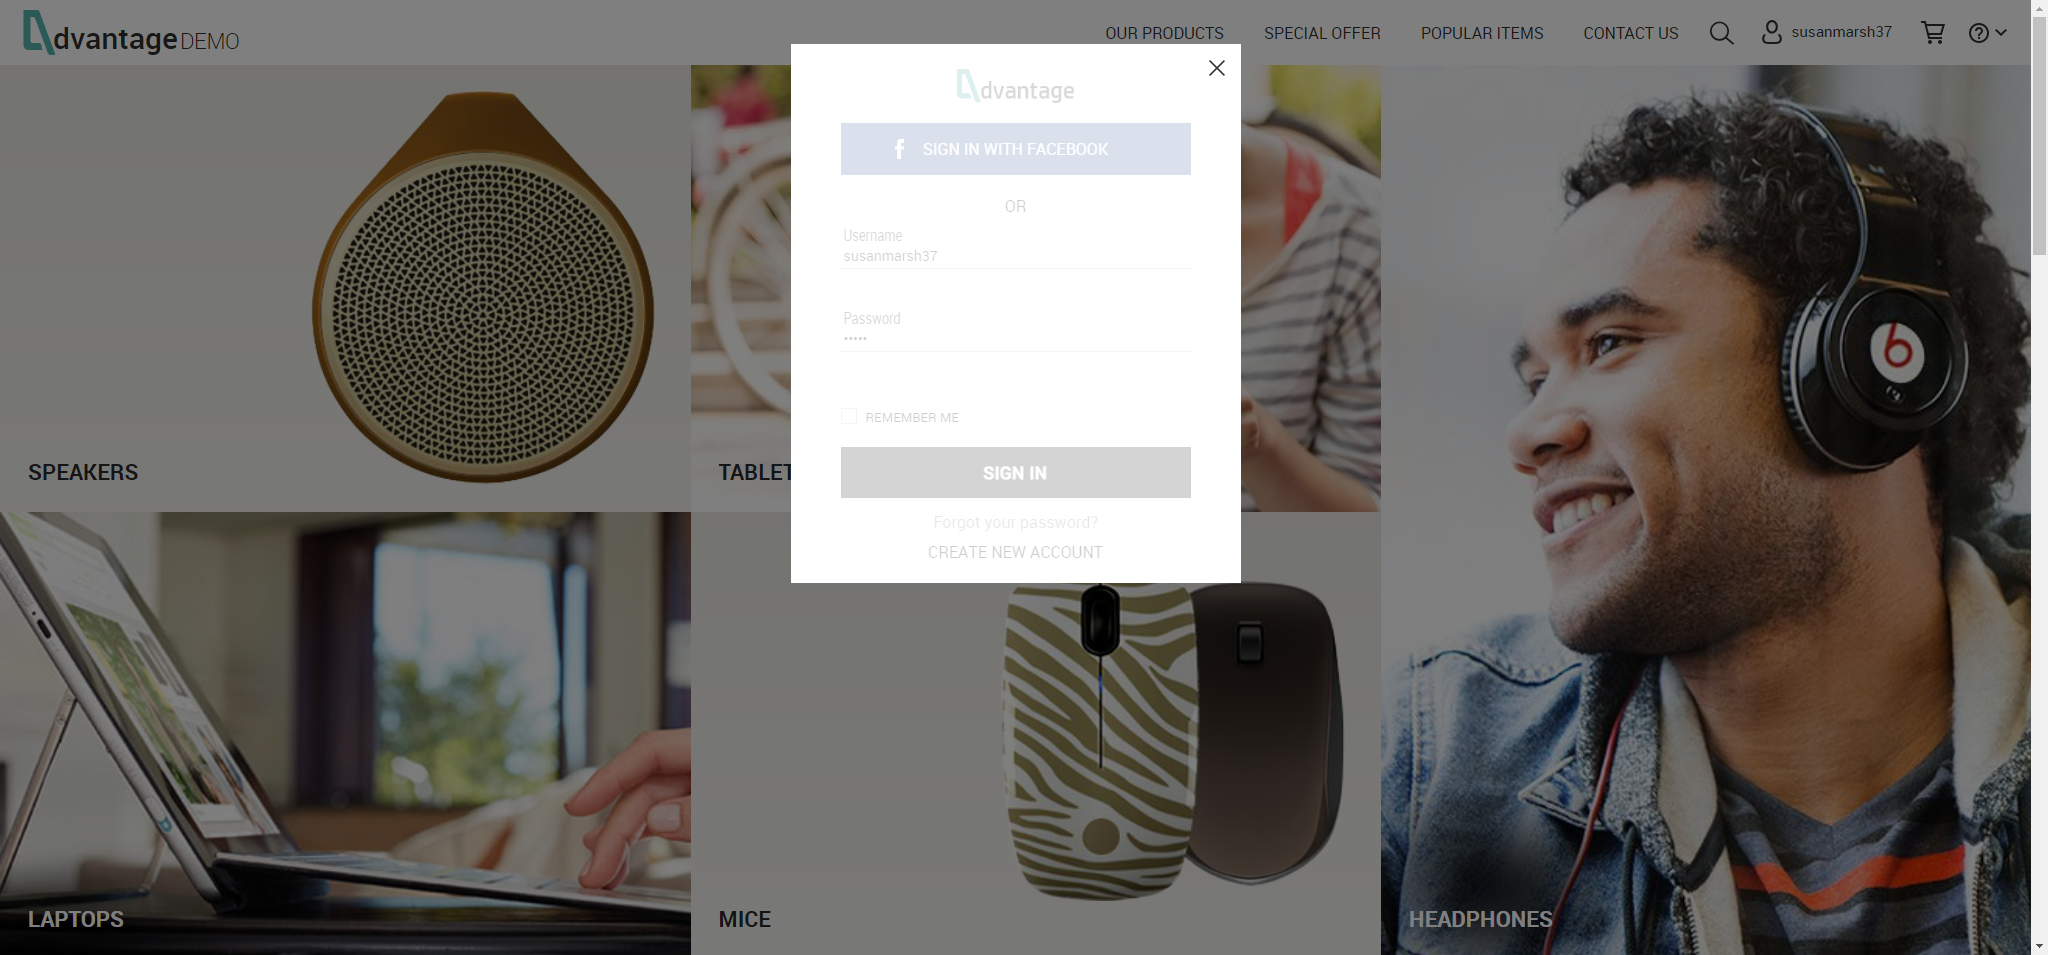 dvantage DEMO
OUR PRODUCTS
SPECIAL OFFER
POPULAR ITEMS
CONTACT US
susanmarsh37
dvantage
SIGN IN WITH FACEBOOK
OR
Username
susanmarsh37
Password
•••••
REMEMBER ME
SIGN IN
Forgot your password?
CREATE NEW ACCOUNT
SPEAKERS
TABLET
LAPTOPS
MICE
HEADPHONES